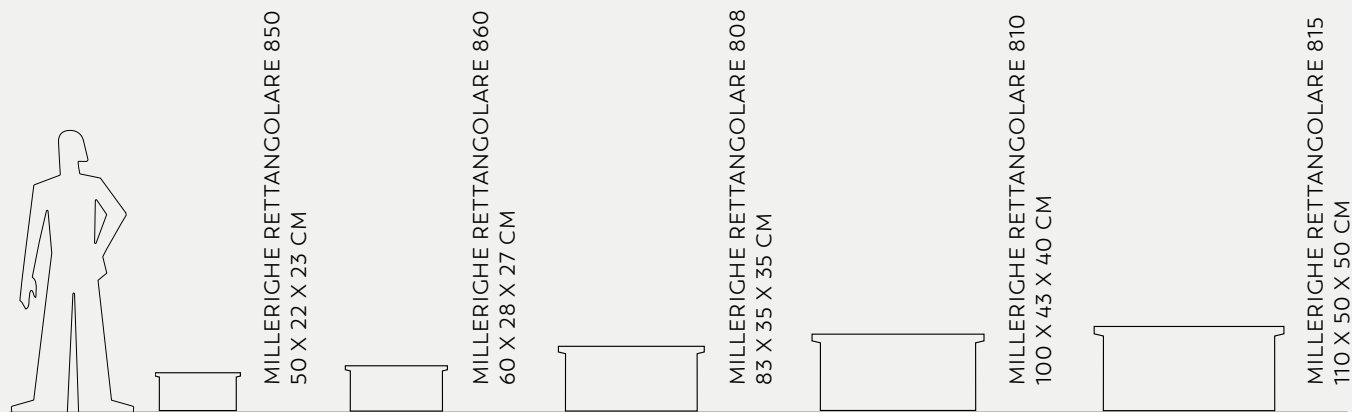 MILLERIGHE RETTANGOLARE 850
50 X 22 X 23 CM
MILLERIGHE RETTANGOLARE 860
60 X 28 X 27 CM
MILLERIGHE RETTANGOLARE 808
83 X 35 X 35 CM
MILLERIGHE RETTANGOLARE 810
100 X 43 X 40 CM
MILLERIGHE RETTANGOLARE 815
110 X 50 X 50 CM